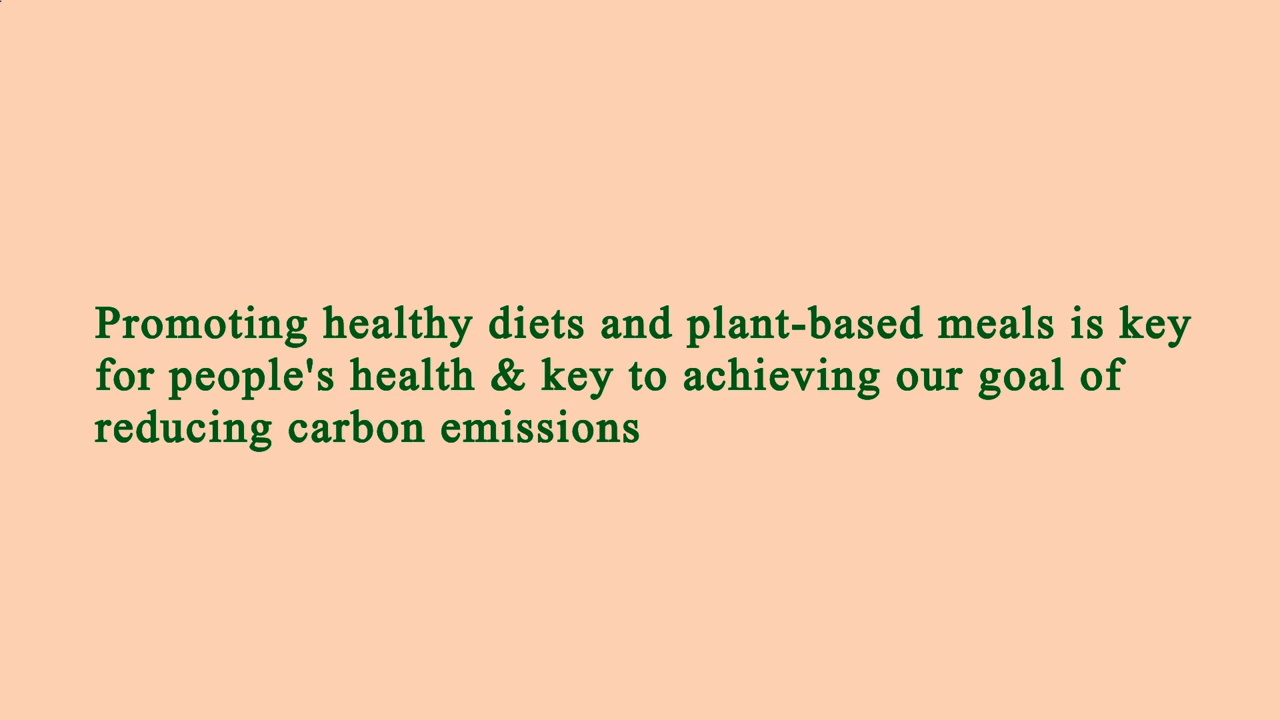 Promoting healthy diets and plant-based meals is key
for people's health & key to achieving our goal of
reducing carbon emissions